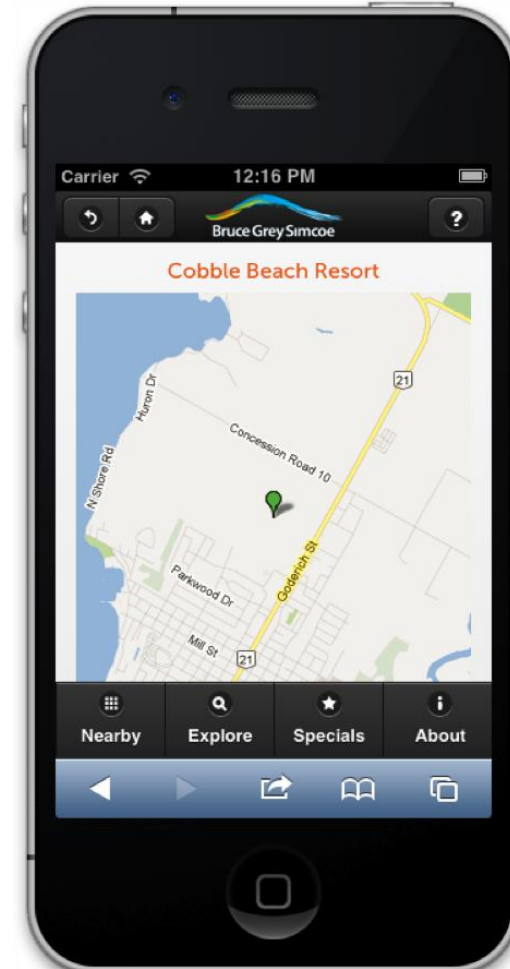 Carrier 12:16 PM
Bruce Grey Simcoe
?
Cobble Beach Resort
21
Huron Dr
Concession Road 10
N Shore Rd
Goderich St
Parkwood Dr
Mill St
21
Nearby Explore Specials About